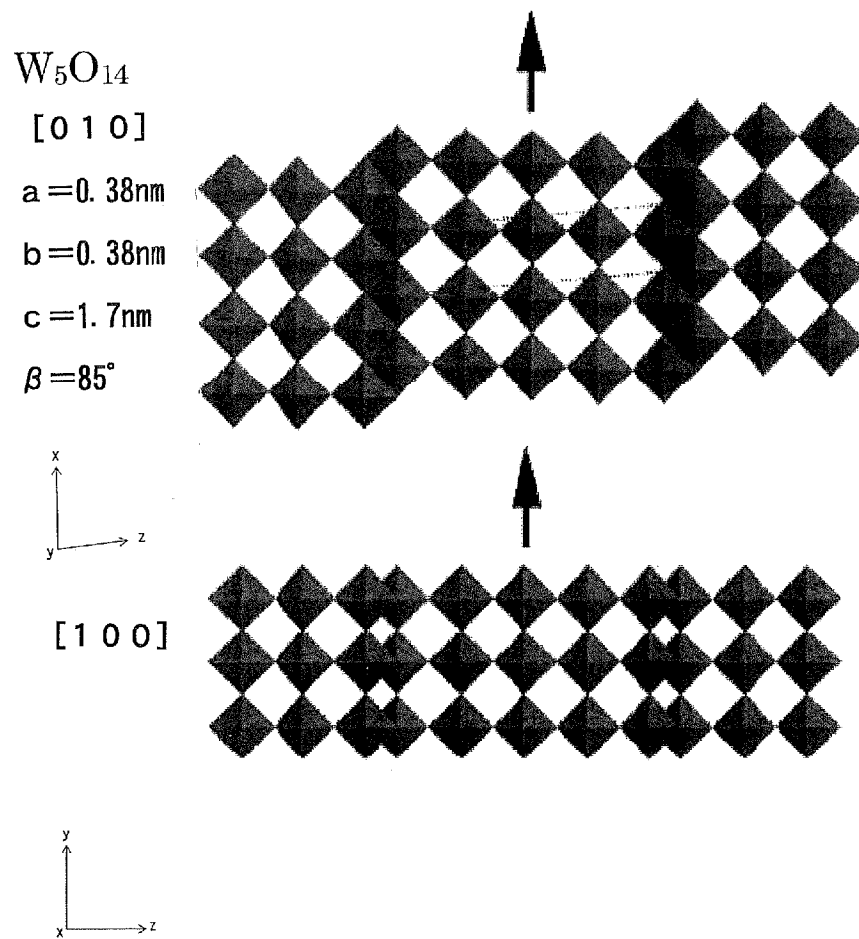 W₅O₁₄
[0 1 0]
a=0.38nm
b=0.38nm
c=1.7nm
β=85°
x
y
z
[1 0 0]
y
x
z